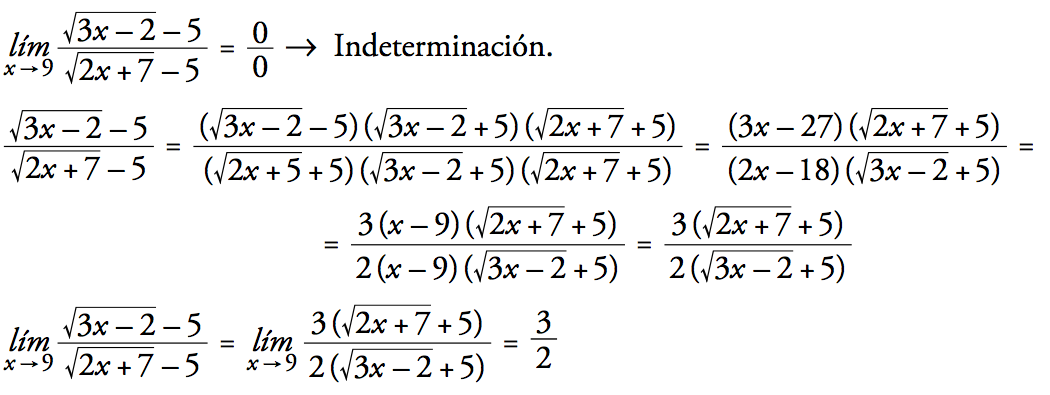 lím x→9 (√(3x − 2) − 5)/(√(2x + 7) − 5) = 0/0 → Indeterminación.
(√(3x − 2) − 5)/(√(2x + 7) − 5) = ((√(3x − 2) − 5)(√(3x − 2) + 5)(√(2x + 7) + 5))/((√(2x + 5) + 5)(√(3x − 2) + 5)(√(2x + 7) + 5)) = ((3x − 27)(√(2x + 7) + 5))/((2x − 18)(√(3x − 2) + 5)) =
= (3(x − 9)(√(2x + 7) + 5))/(2(x − 9)(√(3x − 2) + 5)) = (3(√(2x + 7) + 5))/(2(√(3x − 2) + 5))
lím x→9 (√(3x − 2) − 5)/(√(2x + 7) − 5) = lím x→9 (3(√(2x + 7) + 5))/(2(√(3x − 2) + 5)) = 3/2